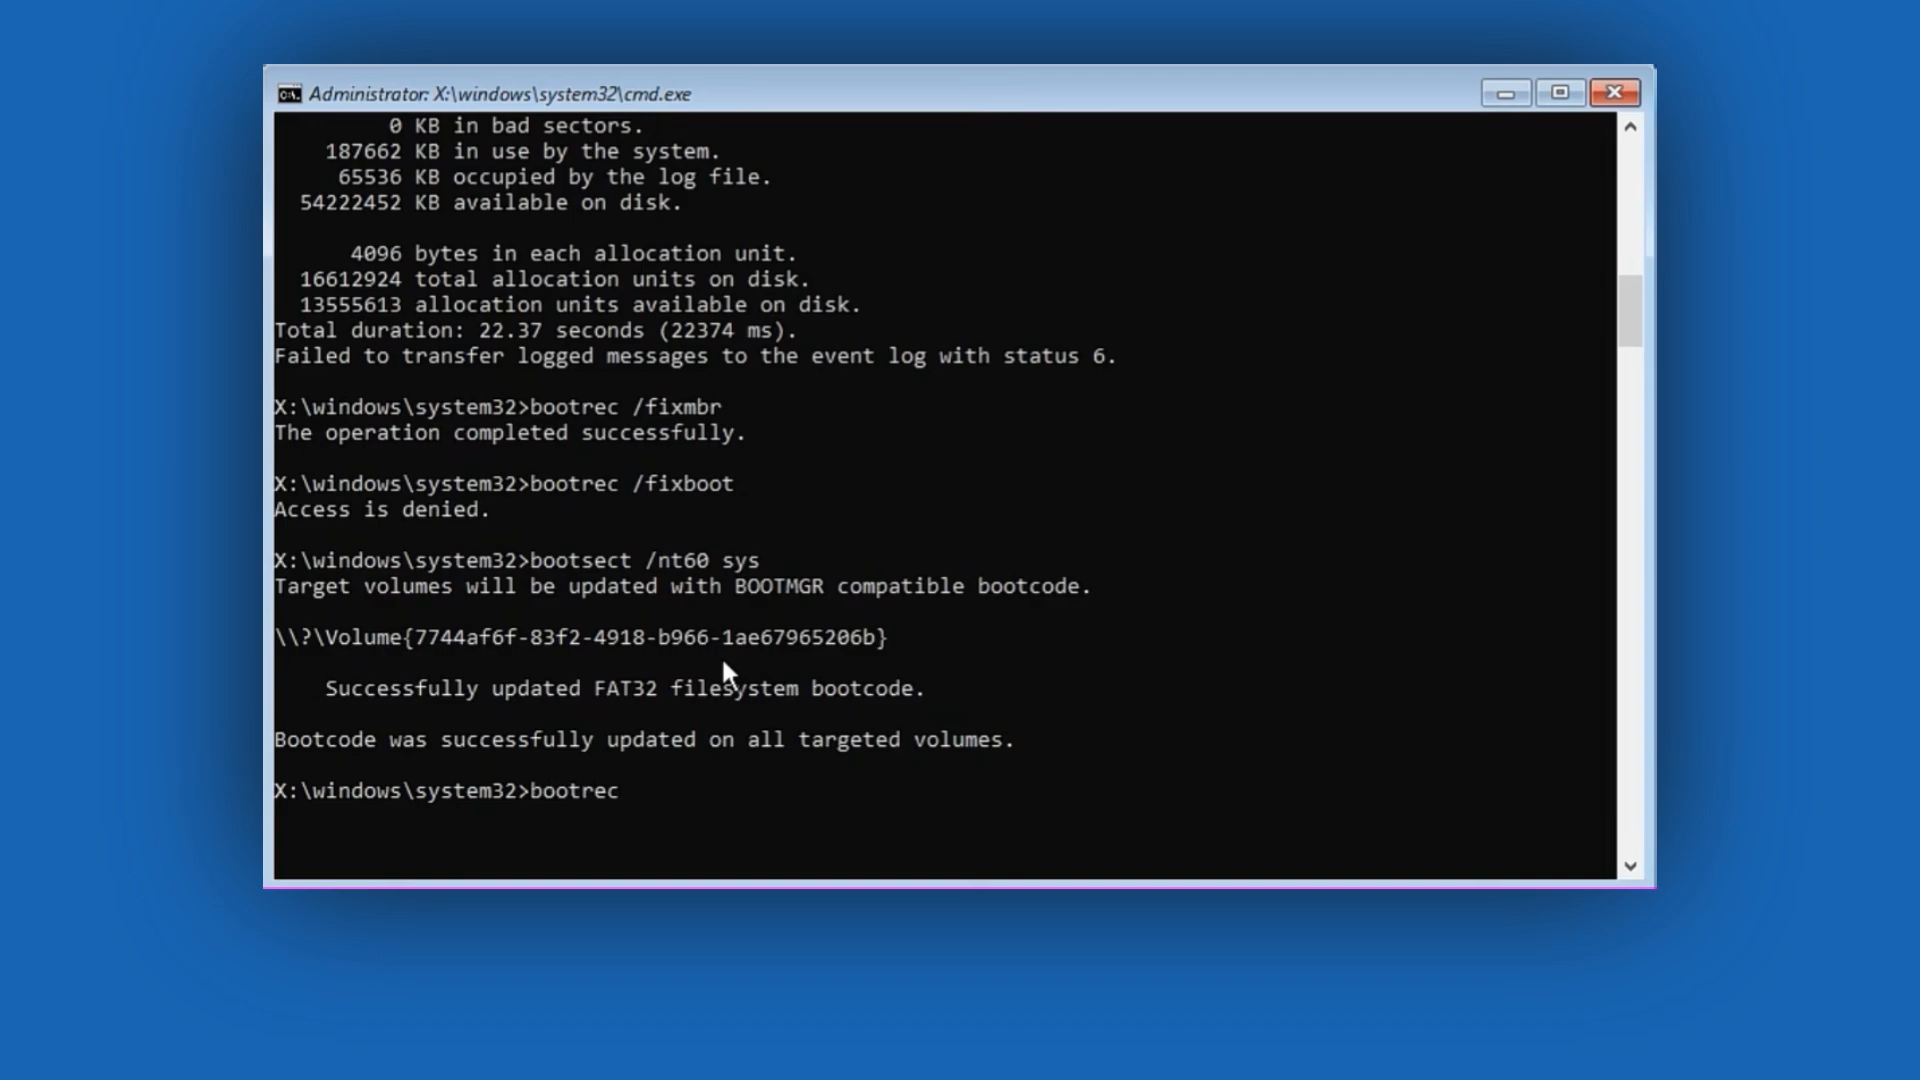 Administrator: X:\windows\system32\cmd.exe
0 KB in bad sectors.
187662 KB in use by the system.
65536 KB occupied by the log file.
54222452 KB available on disk.
4096 bytes in each allocation unit.
16612924 total allocation units on disk.
13555613 allocation units available on disk.
Total duration: 22.37 seconds (22374 ms).
Failed to transfer logged messages to the event log with status 6.
X:\windows\system32>bootrec /fixmbr
The operation completed successfully.
X:\windows\system32>bootrec /fixboot
Access is denied.
X:\windows\system32>bootsect /nt60 sys
Target volumes will be updated with BOOTMGR compatible bootcode.
\\?\Volume{7744af6f-83f2-4918-b966-1ae67965206b}
Successfully updated FAT32 filesystem bootcode.
Bootcode was successfully updated on all targeted volumes.
X:\windows\system32>bootrec